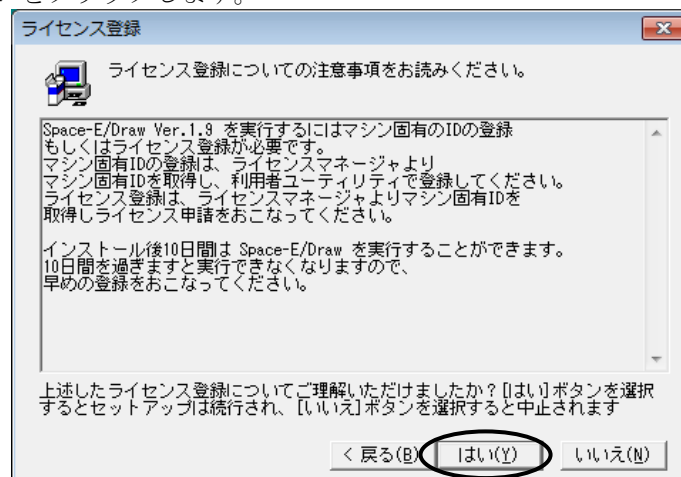 をクリックします。
ライセンス登録
ライセンス登録についての注意事項をお読みください。
Space-E/Draw Ver.1.9 を実行するにはマシン固有のIDの登録
もしくはライセンス登録が必要です。
マシン固有IDの登録は、ライセンスマネージャより
マシン固有IDを取得し、利用者ユーティリティで登録してください。
ライセンス登録は、ライセンスマネージャよりマシン固有IDを
取得しライセンス申請をおこなってください。
インストール後10日間は Space-E/Draw を実行することができます。
10日間を過ぎますと実行できなくなりますので、
早めの登録をおこなってください。
上述したライセンス登録についてご理解いただけましたか？[はい]ボタンを選択
するとセットアップは続行され、[いいえ]ボタンを選択すると中止されます
< 戻る(B) はい(Y) いいえ(N)